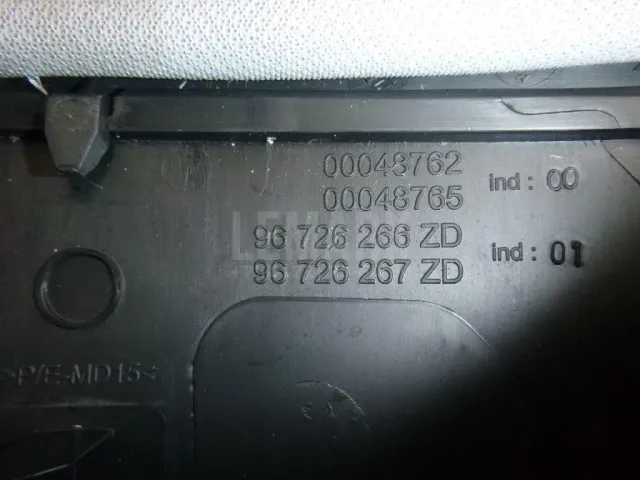 00048762
00048765
ind : 00
96 726 266 ZD
96 726 267 ZD
ind : 01
>P/E-MD15<